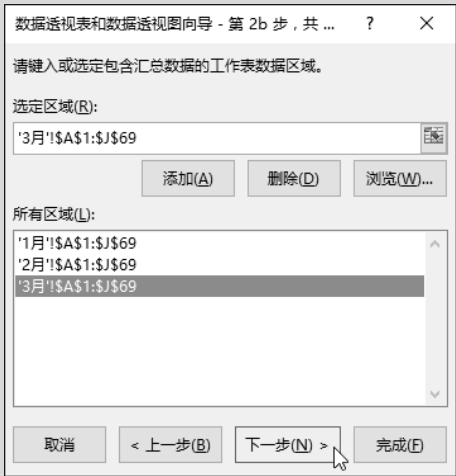 数据透视表和数据透视图向导 - 第 2b 步，共 ... ?
请键入或选定包含汇总数据的工作表数据区域。
选定区域(R):
'3月'!$A$1:$J$69
添加(A) 删除(D) 浏览(W)...
所有区域(L):
'1月'!$A$1:$J$69
'2月'!$A$1:$J$69
'3月'!$A$1:$J$69
取消 < 上一步(B) 下一步(N) > 完成(F)